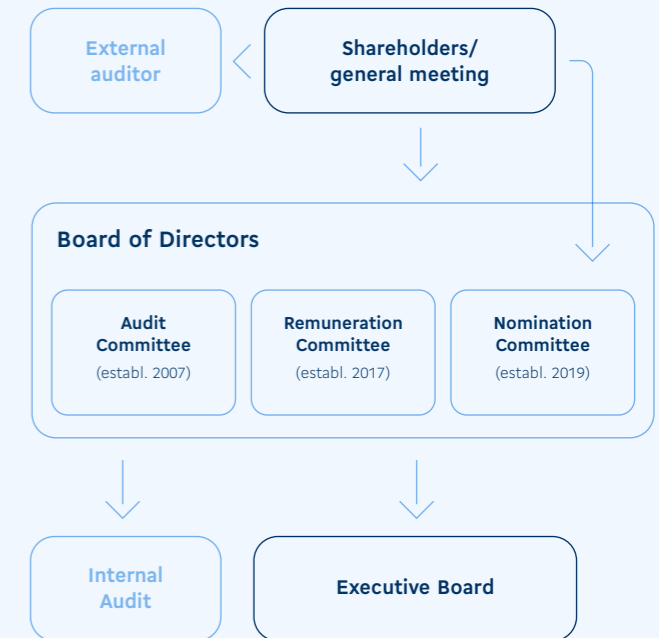 External
auditor
Shareholders/
general meeting
Board of Directors
Audit
Committee
(establ. 2007)
Remuneration
Committee
(establ. 2017)
Nomination
Committee
(establ. 2019)
Internal
Audit
Executive Board